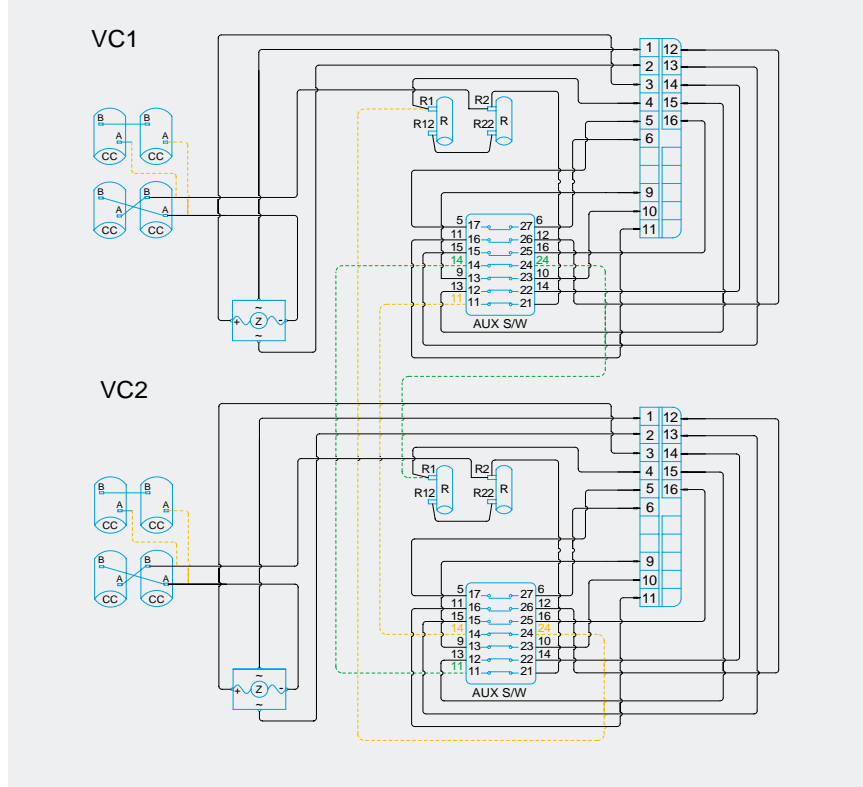 VC1
1 12
2 13
3 14
4 15
5 16
6
9
10
11
B B
A
A
CC CC
B B
A A
CC CC
R1 R2
R R
R12 R22
~
+ Z -
~
5 17 27 6
11 16 26 12
15 15 25 16
14 14 24 24
9 13 23 10
13 12 22 14
11 11 21
AUX S/W
VC2
1 12
2 13
3 14
4 15
5 16
6
9
10
11
B B
A
A
CC CC
B B
A A
CC CC
R1 R2
R R
R12 R22
~
+ Z -
~
5 17 27 6
11 16 26 12
15 15 25 16
14 14 24 24
9 13 23 10
13 12 22 14
11 11 21
AUX S/W